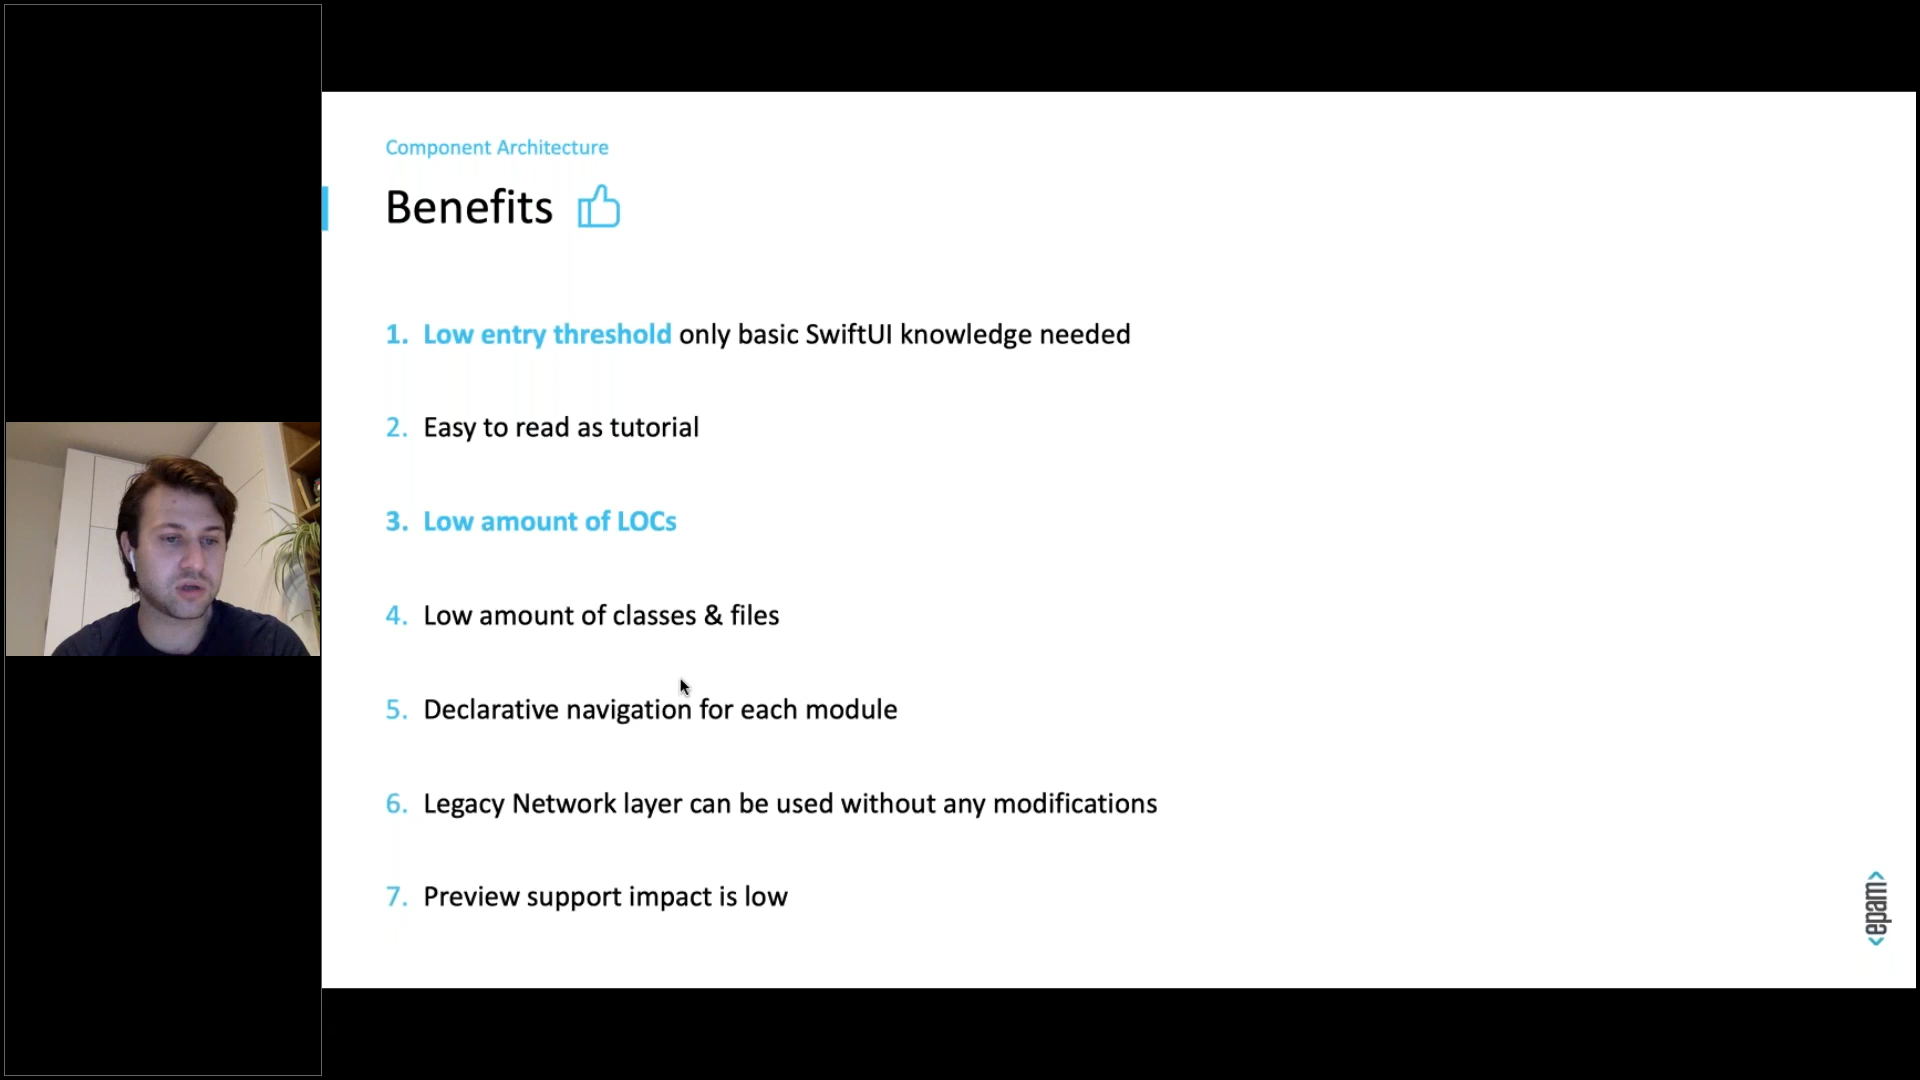 Component Architecture
Benefits
1. Low entry threshold only basic SwiftUI knowledge needed
2. Easy to read as tutorial
3. Low amount of LOCs
4. Low amount of classes & files
5. Declarative navigation for each module
6. Legacy Network layer can be used without any modifications
7. Preview support impact is low
<epam>